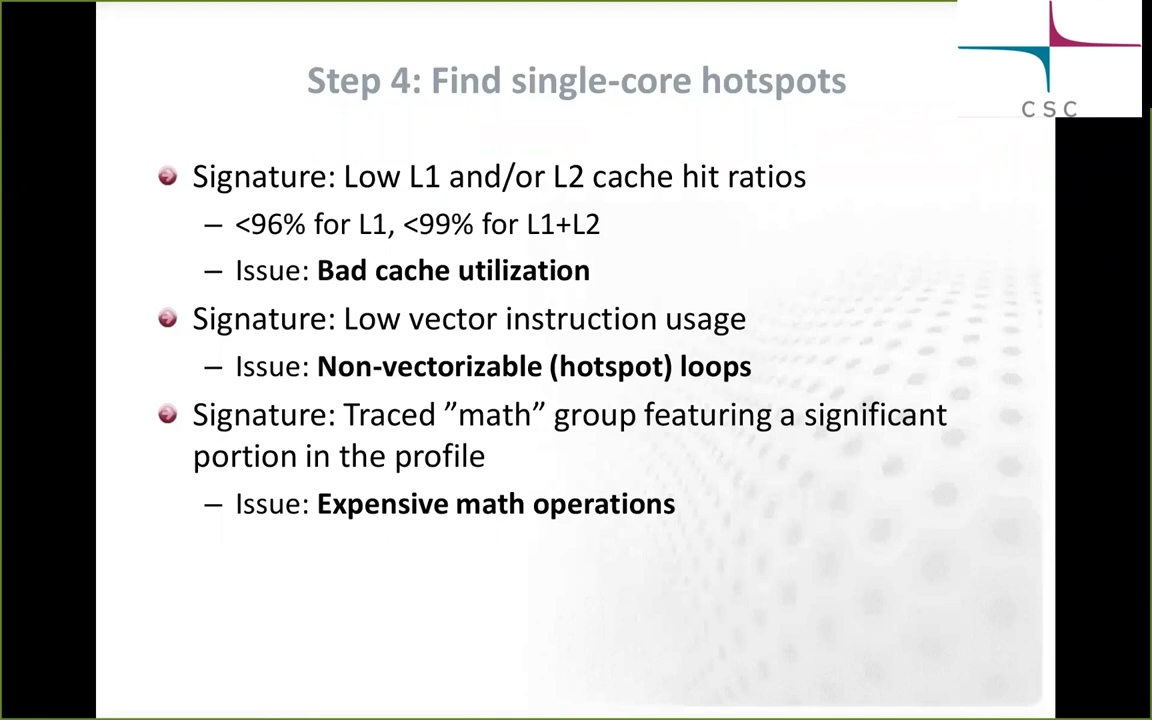 CSC
Step 4: Find single-core hotspots
Signature: Low L1 and/or L2 cache hit ratios
– <96% for L1, <99% for L1+L2
– Issue: Bad cache utilization
Signature: Low vector instruction usage
– Issue: Non-vectorizable (hotspot) loops
Signature: Traced ”math” group featuring a significant
portion in the profile
– Issue: Expensive math operations